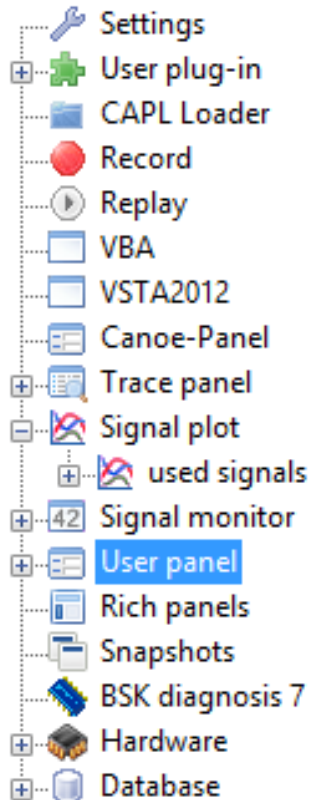 Settings
User plug-in
CAPL Loader
Record
Replay
VBA
VSTA2012
Canoe-Panel
Trace panel
Signal plot
used signals
42 Signal monitor
User panel
Rich panels
Snapshots
BSK diagnosis 7
Hardware
Database